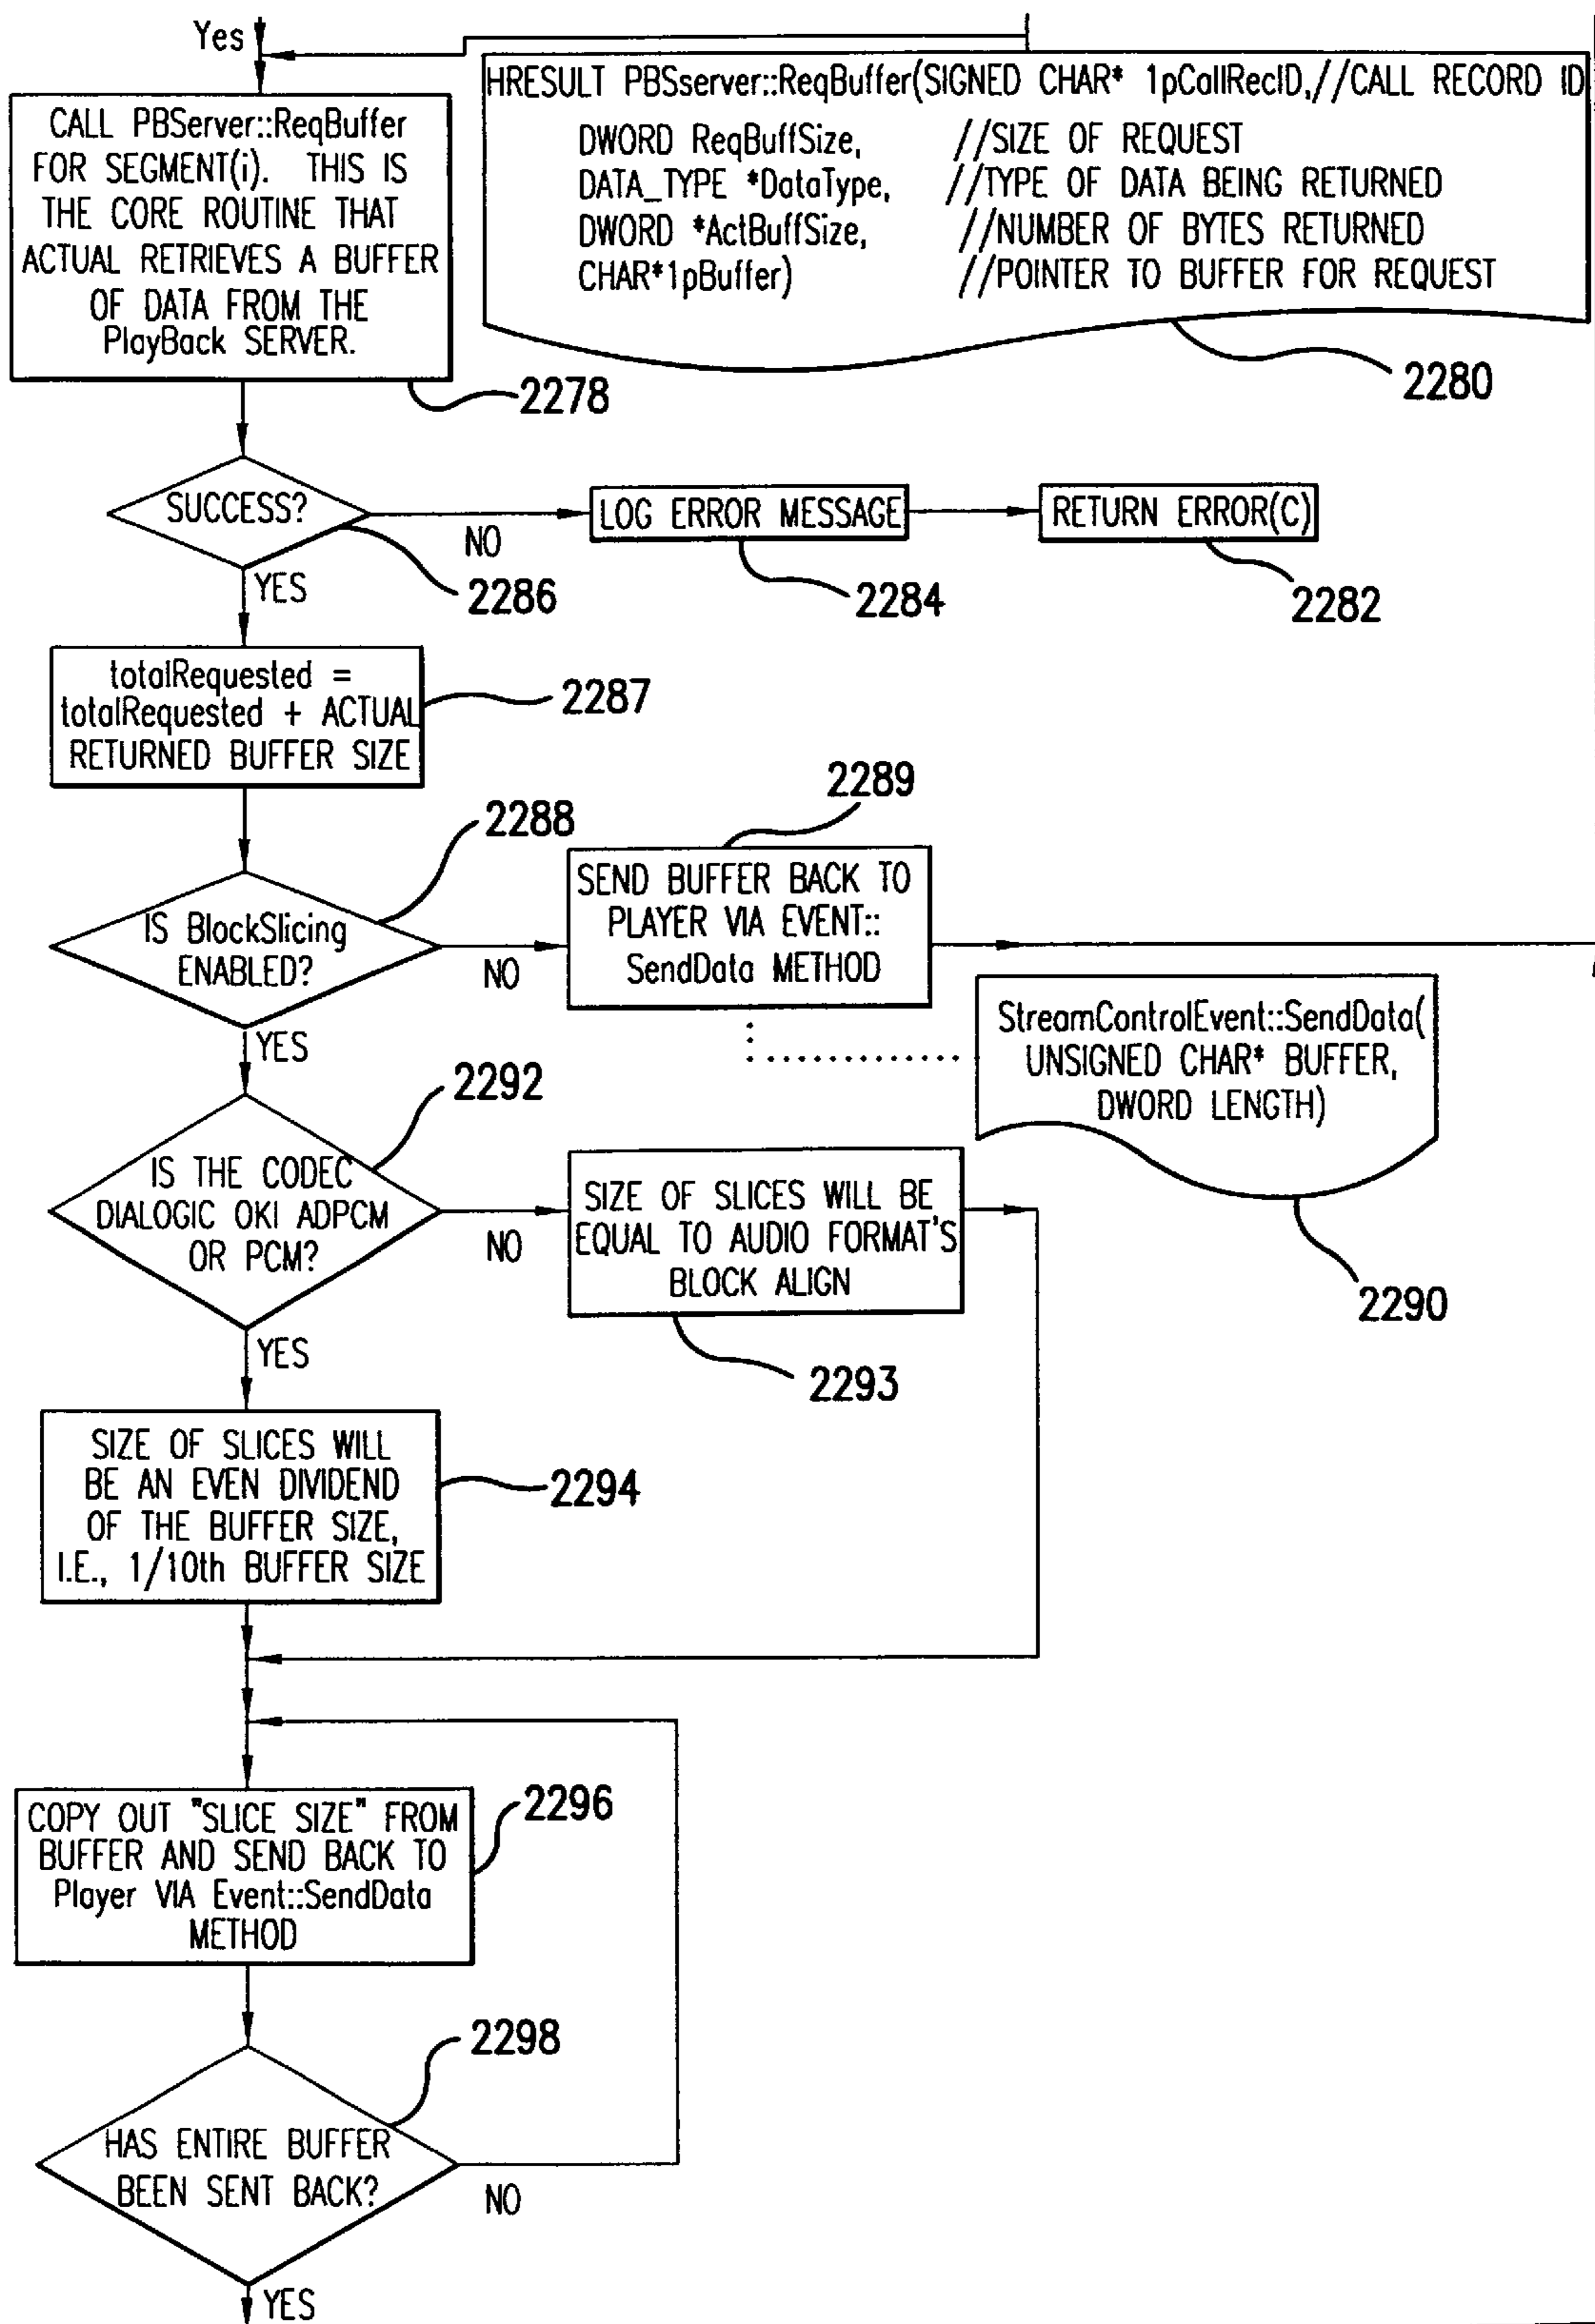 Yes
CALL PBServer::ReqBuffer
FOR SEGMENT(i). THIS IS
THE CORE ROUTINE THAT
ACTUAL RETRIEVES A BUFFER
OF DATA FROM THE
PlayBack SERVER.
2278
HRESULT PBSserver::ReqBuffer(SIGNED CHAR* 1pCallRecID,//CALL RECORD ID
DWORD ReqBuffSize, //SIZE OF REQUEST
DATA_TYPE *DataType, //TYPE OF DATA BEING RETURNED
DWORD *ActBuffSize, //NUMBER OF BYTES RETURNED
CHAR*1pBuffer) //POINTER TO BUFFER FOR REQUEST
2280
SUCCESS?
NO
2286
YES
LOG ERROR MESSAGE
2284
RETURN ERROR(C)
2282
totalRequested =
totalRequested + ACTUAL
RETURNED BUFFER SIZE
2287
2288
IS BlockSlicing
ENABLED?
NO
YES
2289
SEND BUFFER BACK TO
PLAYER VIA EVENT::
SendData METHOD
StreamControlEvent::SendData(
UNSIGNED CHAR* BUFFER,
DWORD LENGTH)
2290
2292
IS THE CODEC
DIALOGIC OKI ADPCM
OR PCM?
NO
YES
SIZE OF SLICES WILL BE
EQUAL TO AUDIO FORMAT'S
BLOCK ALIGN
2293
SIZE OF SLICES WILL
BE AN EVEN DIVIDEND
OF THE BUFFER SIZE,
I.E., 1/10th BUFFER SIZE
2294
COPY OUT "SLICE SIZE" FROM
BUFFER AND SEND BACK TO
Player VIA Event::SendData
METHOD
2296
2298
HAS ENTIRE BUFFER
BEEN SENT BACK?
NO
YES